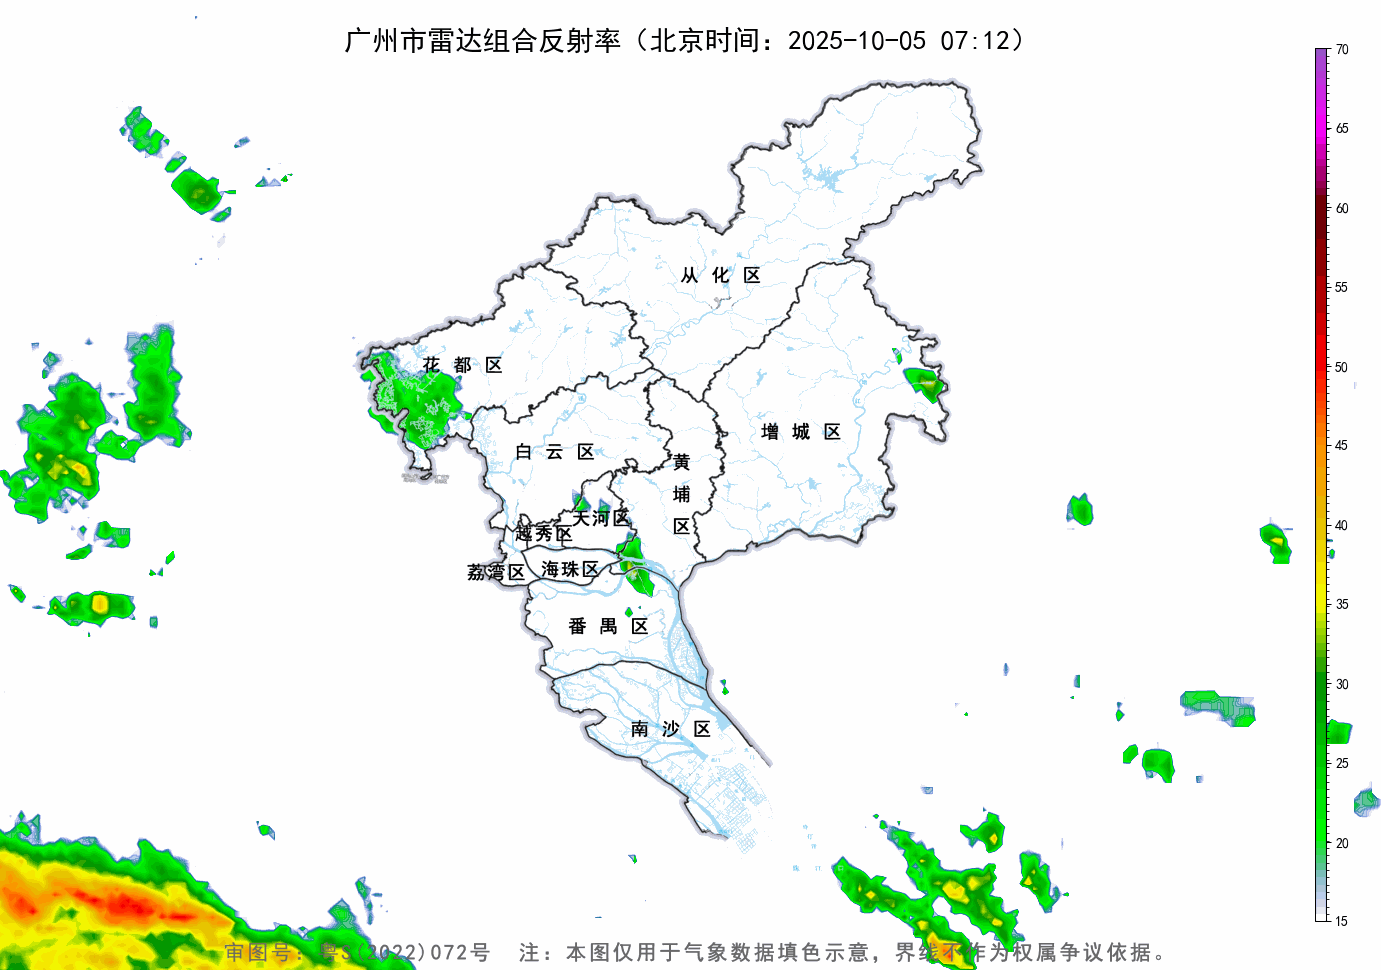 广州市雷达组合反射率（北京时间：2025-10-05 07:12）
70
65
60
55
50
45
40
35
30
25
20
15
从化区
花都区
增城区
白云区
黄埔区
天河区
越秀区
海珠区
荔湾区
番禺区
南沙区
审图号：粤S(2022)072号 注：本图仅用于气象数据填色示意，界线不作为权属争议依据。